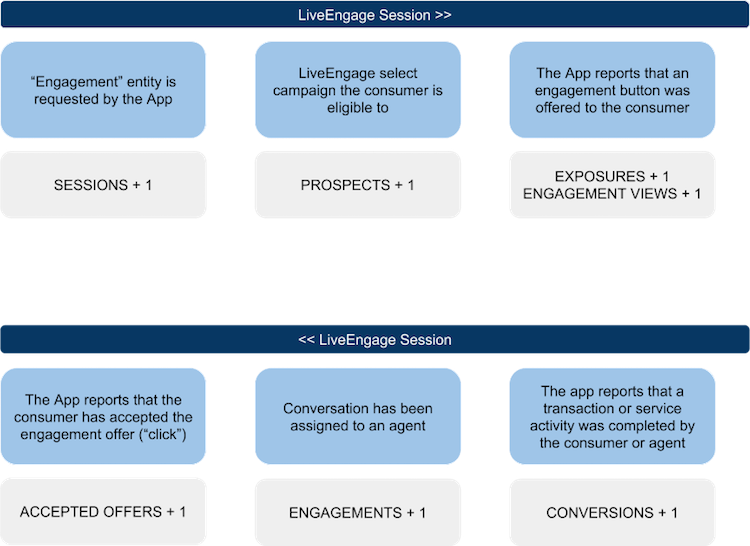 LiveEngage Session >>
“Engagement” entity is
requested by the App
LiveEngage select
campaign the consumer is
eligible to
The App reports that an
engagement button was
offered to the consumer
SESSIONS + 1
PROSPECTS + 1
EXPOSURES + 1
ENGAGEMENT VIEWS + 1
<< LiveEngage Session
The App reports that the
consumer has accepted the
engagement offer (“click”)
Conversation has been
assigned to an agent
The app reports that a
transaction or service
activity was completed by
the consumer or agent
ACCEPTED OFFERS + 1
ENGAGEMENTS + 1
CONVERSIONS + 1